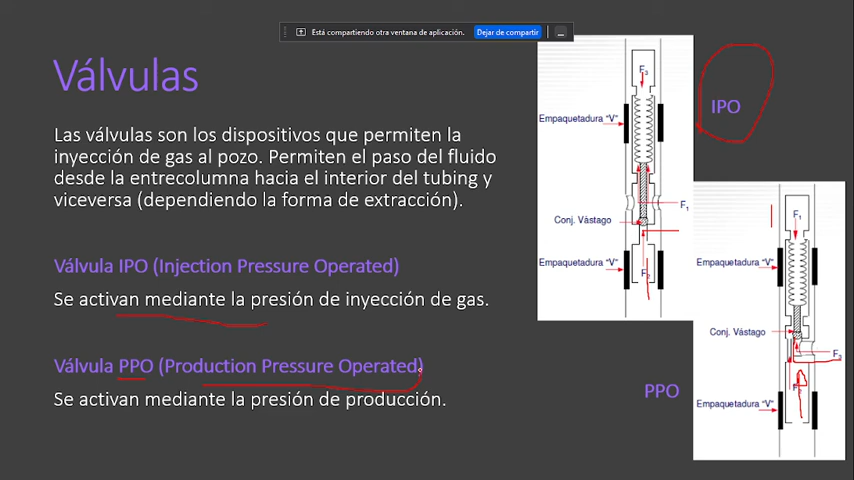 Está compartiendo otra ventana de aplicación. Dejar de compartir
Válvulas
Las válvulas son los dispositivos que permiten la
inyección de gas al pozo. Permiten el paso del fluido
desde la entrecolumna hacia el interior del tubing y
viceversa (dependiendo la forma de extracción).
Válvula IPO (Injection Pressure Operated)
Se activan mediante la presión de inyección de gas.
Válvula PPO (Production Pressure Operated)
Se activan mediante la presión de producción.
F3
Empaquetadura "V"
F1
Conj. Vástago
Empaquetadura "V"
F2
IPO
F1
Empaquetadura "V"
Conj. Vástago
F3
F2
Empaquetadura "V"
PPO